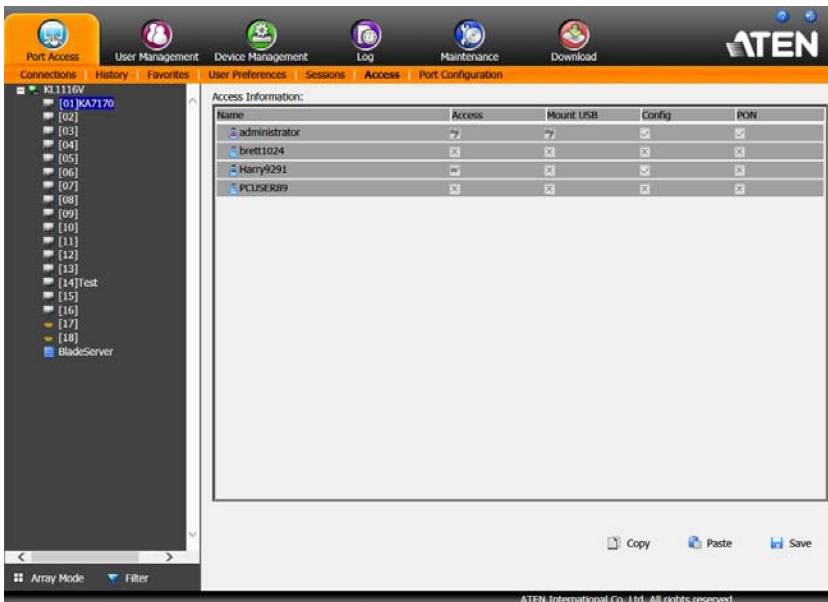 Port Access User Management Device Management Log Maintenance Download
ATEN
Connections History Favorites User Preferences Sessions Access Port Configuration
KL1116V
[01]KA7170
[02]
[03]
[04]
[05]
[06]
[07]
[08]
[09]
[10]
[11]
[12]
[13]
[14]Test
[15]
[16]
[17]
[18]
BladeServer
Array Mode Filter
Access Information:
Name Access Mount USB Config PON
administrator
brett1024
Harry9291
PCUSER89
Copy Paste Save
ATEN International Co. Ltd. All rights reserved.